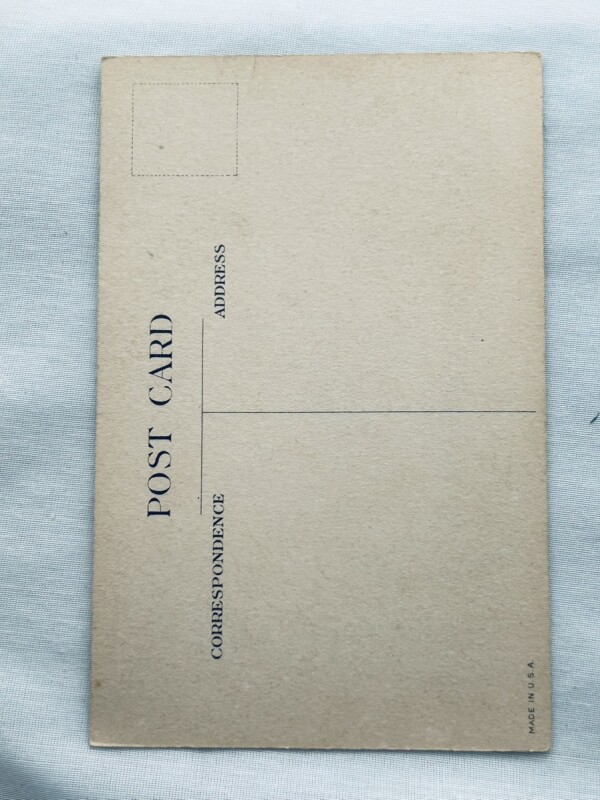 POST CARD
CORRESPONDENCE
ADDRESS
MADE IN U.S.A.